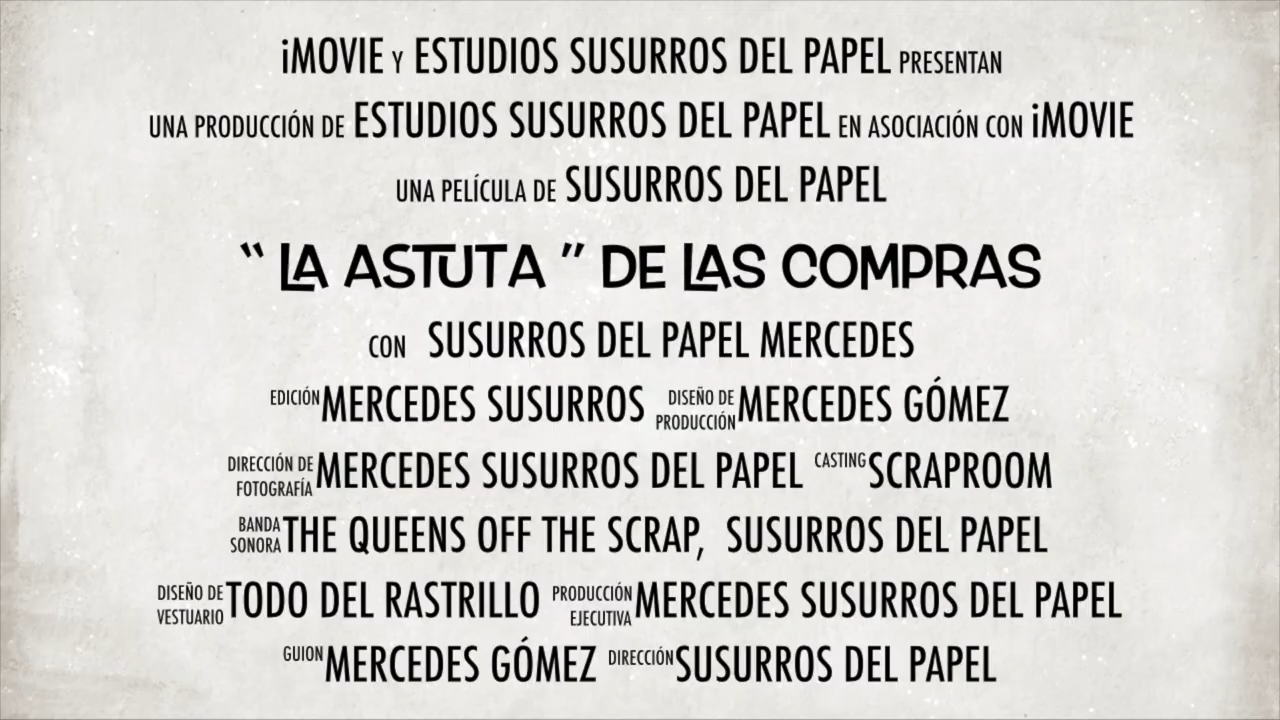 iMOVIE Y ESTUDIOS SUSURROS DEL PAPEL PRESENTAN
UNA PRODUCCIÓN DE ESTUDIOS SUSURROS DEL PAPEL EN ASOCIACIÓN CON iMOVIE
UNA PELÍCULA DE SUSURROS DEL PAPEL
“ LA ASTUTA ” DE LAS COMPRAS
CON SUSURROS DEL PAPEL MERCEDES
EDICIÓN MERCEDES SUSURROS DISEÑO DE PRODUCCIÓN MERCEDES GÓMEZ
DIRECCIÓN DE FOTOGRAFÍA MERCEDES SUSURROS DEL PAPEL CASTING SCRAPROOM
BANDA SONORA THE QUEENS OFF THE SCRAP, SUSURROS DEL PAPEL
DISEÑO DE VESTUARIO TODO DEL RASTRILLO PRODUCCIÓN EJECUTIVA MERCEDES SUSURROS DEL PAPEL
GUION MERCEDES GÓMEZ DIRECCIÓN SUSURROS DEL PAPEL